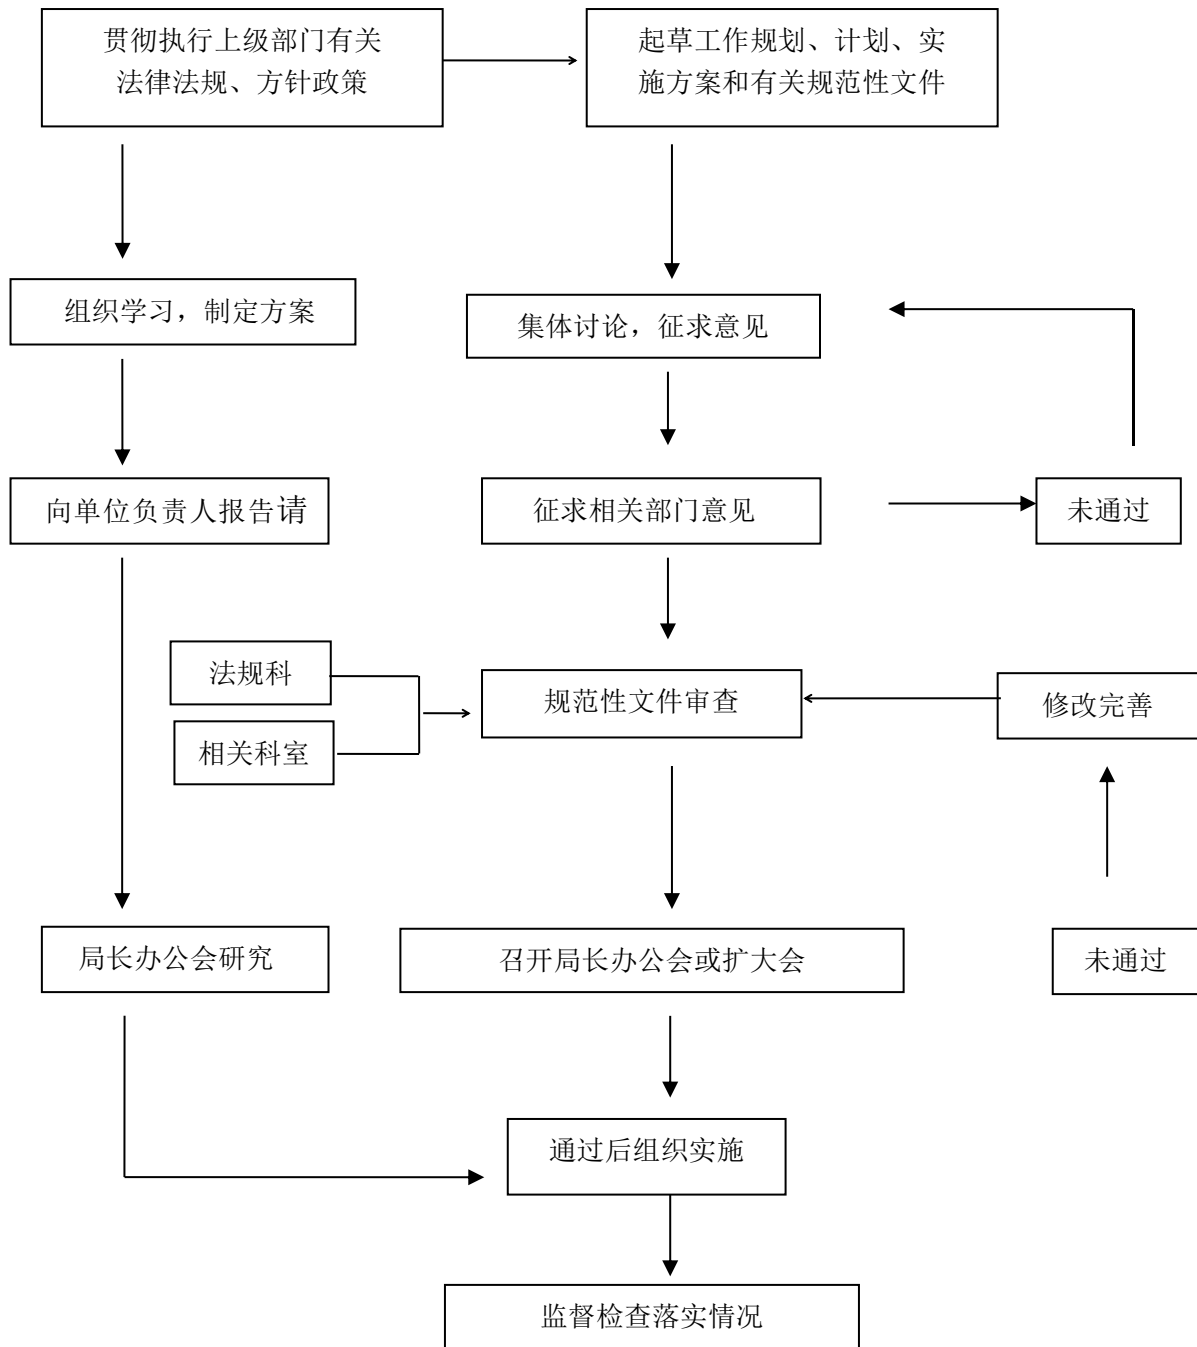 贯彻执行上级部门有关
法律法规、方针政策
起草工作规划、计划、实
施方案和有关规范性文件
组织学习，制定方案
集体讨论，征求意见
向单位负责人报告请
征求相关部门意见
未通过
法规科
相关科室
规范性文件审查
修改完善
局长办公会研究
召开局长办公会或扩大会
未通过
通过后组织实施
监督检查落实情况